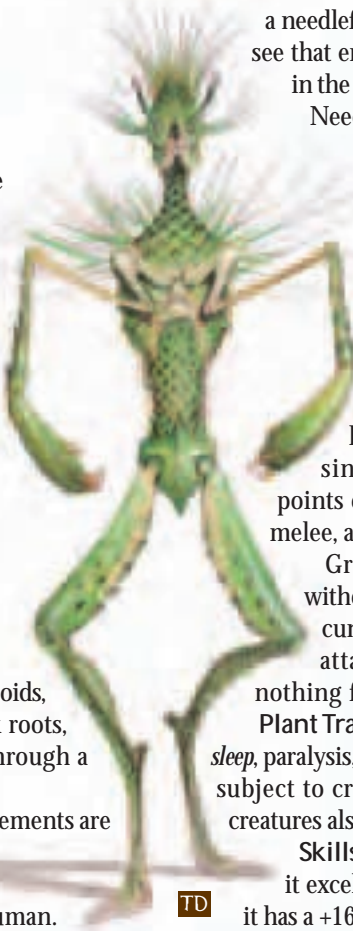 e
oids,
roots,
hrough a
ements are
uman.
a needlef
see that en
in the
Need
sin
points
melee, a
Gr
witho
cur
atta
nothing f
Plant Tra
sleep, paralysis,
subject to cr
creatures als
Skills
it excel
it has a +16
TD